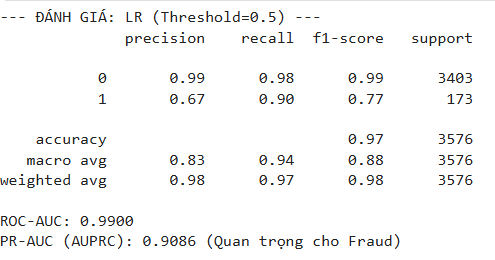 --- ĐÁNH GIÁ: LR (Threshold=0.5) ---
precision recall f1-score support
0 0.99 0.98 0.99 3403
1 0.67 0.90 0.77 173
accuracy 0.97 3576
macro avg 0.83 0.94 0.88 3576
weighted avg 0.98 0.97 0.98 3576
ROC-AUC: 0.9900
PR-AUC (AUPRC): 0.9086 (Quan trọng cho Fraud)